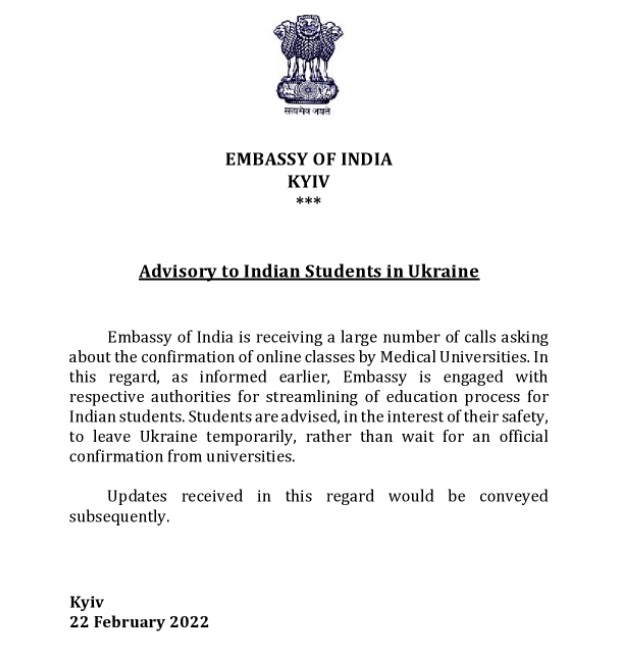 सत्यमेव जयते
EMBASSY OF INDIA
KYIV
***
Advisory to Indian Students in Ukraine
Embassy of India is receiving a large number of calls asking
about the confirmation of online classes by Medical Universities. In
this regard, as informed earlier, Embassy is engaged with
respective authorities for streamlining of education process for
Indian students. Students are advised, in the interest of their safety,
to leave Ukraine temporarily, rather than wait for an official
confirmation from universities.
Updates received in this regard would be conveyed
subsequently.
Kyiv
22 February 2022